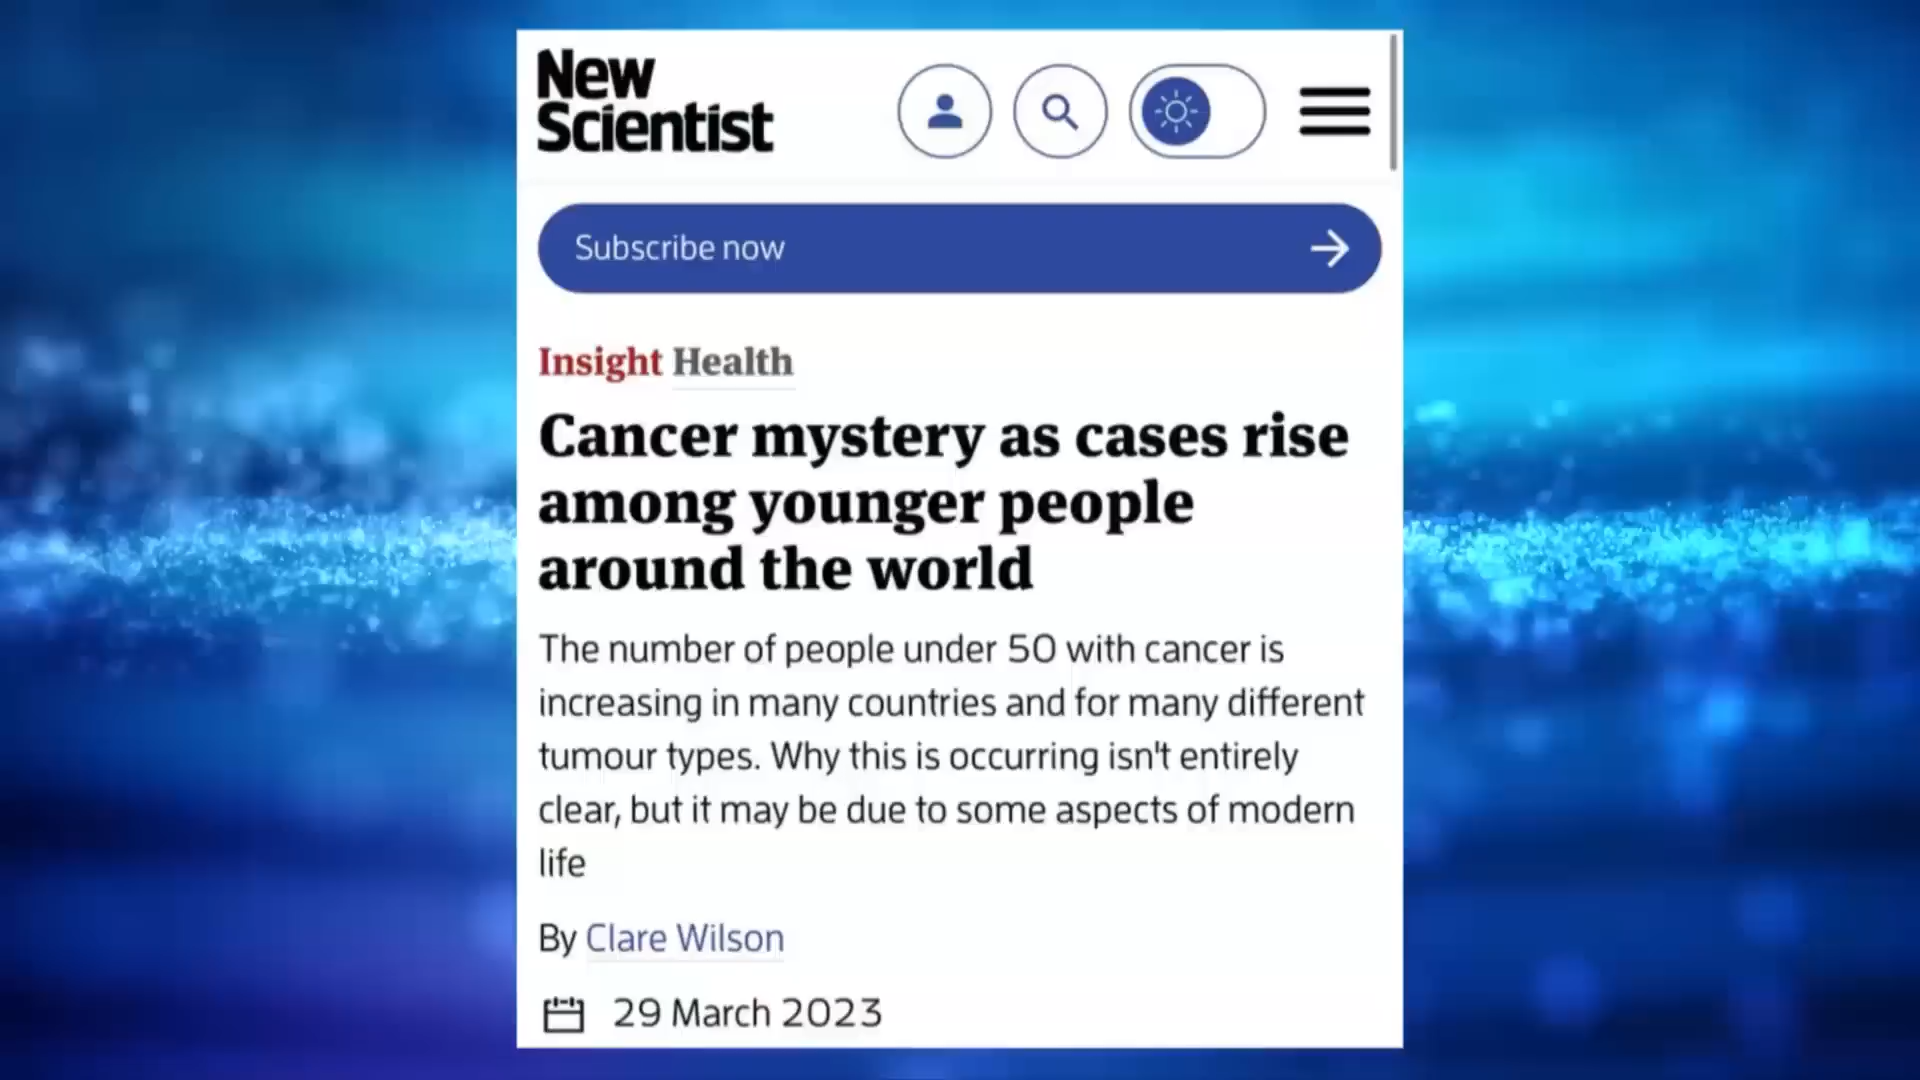 New
Scientist
Subscribe now
Insight Health
Cancer mystery as cases rise
among younger people
around the world
The number of people under 50 with cancer is
increasing in many countries and for many different
tumour types. Why this is occurring isn't entirely
clear, but it may be due to some aspects of modern
life
By Clare Wilson
29 March 2023